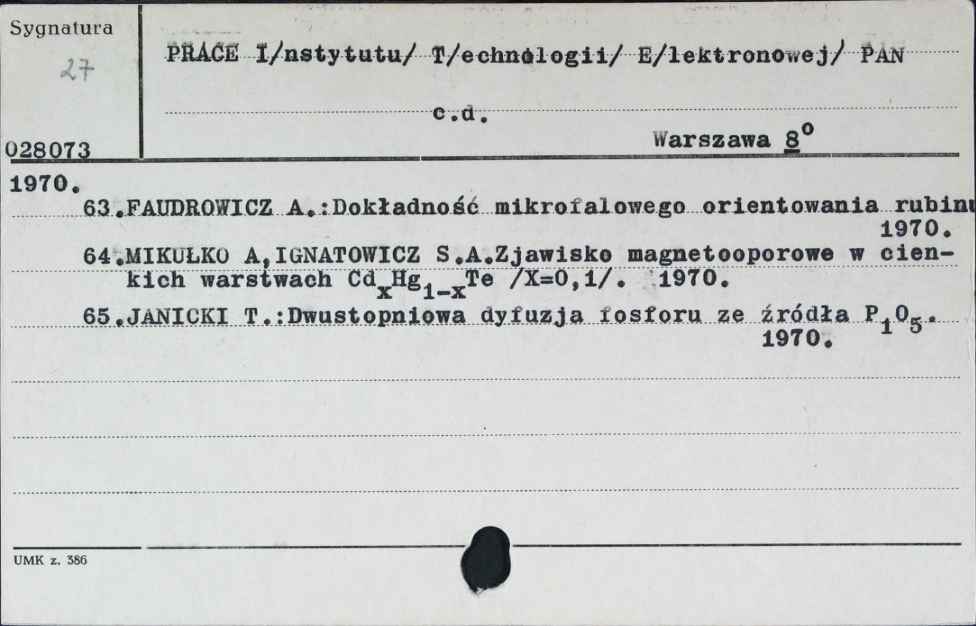 Sygnatura
27
028073
PRACE I/nstytutu/ T/echnologii/ E/lektronowej/ PAN
c.d.
Warszawa 8⁰
1970.
63.FAUDROWICZ A.:Dokładność mikrofalowego orientowania rubinu
1970.
64.MIKUŁKO A,IGNATOWICZ S.A.Zjawisko magnetooporowe w cien-
kich warstwach CdₓHg₁₋ₓTe /X=0,1/. 1970.
65.JANICKI T.:Dwustopniowa dyfuzja fosforu ze źródła P₁O₅.
1970.
UMK z. 386